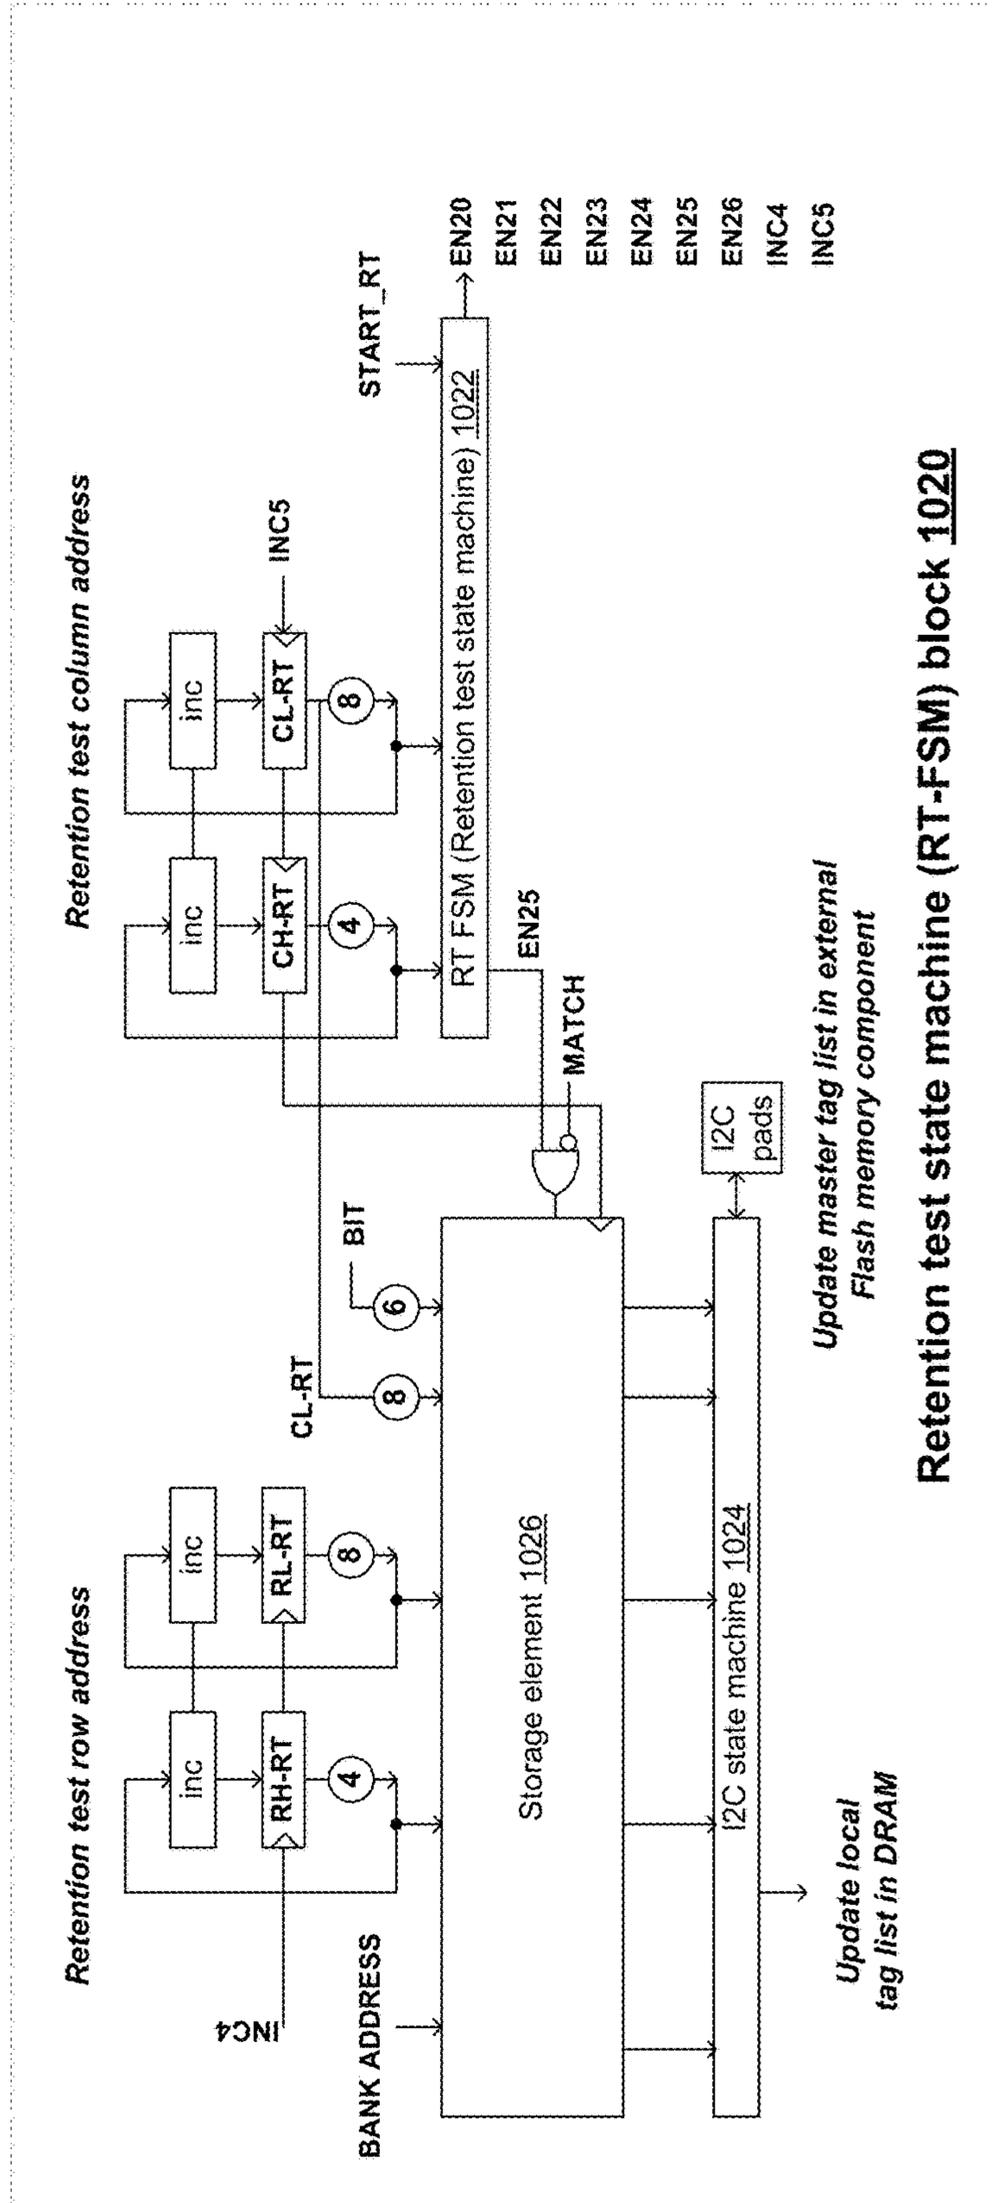 Retention test row address
Retention test column address
inc
inc
inc
inc
INC4
RH-RT
RL-RT
CH-RT
CL-RT
INC5
4
8
4
8
CL-RT
BIT
BANK ADDRESS
8
6
START_RT
RT FSM (Retention test state machine) 1022
EN20
EN21
EN22
EN23
EN24
EN25
EN26
INC4
INC5
EN25
MATCH
Storage element 1026
I2C
pads
I2C state machine 1024
Update local
tag list in DRAM
Update master tag list in external
Flash memory component
Retention test state machine (RT-FSM) block 1020